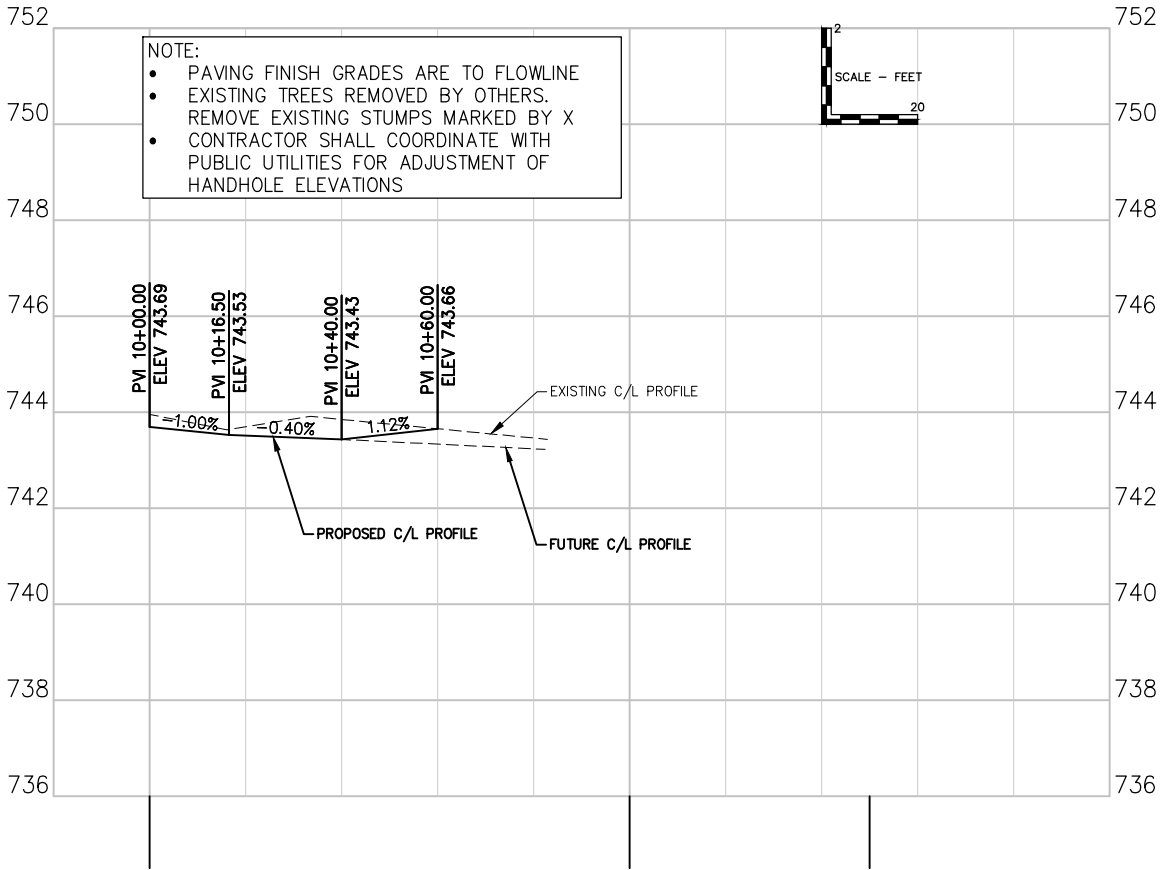 752
752
NOTE:
• PAVING FINISH GRADES ARE TO FLOWLINE
• EXISTING TREES REMOVED BY OTHERS.
REMOVE EXISTING STUMPS MARKED BY X
• CONTRACTOR SHALL COORDINATE WITH
PUBLIC UTILITIES FOR ADJUSTMENT OF
HANDHOLE ELEVATIONS
2
SCALE - FEET
20
750
750
748
748
746
746
PVI 10+00.00
ELEV 743.69
PVI 10+16.50
ELEV 743.53
PVI 10+40.00
ELEV 743.43
PVI 10+60.00
ELEV 743.66
EXISTING C/L PROFILE
744
744
-1.00%
-0.40%
1.12%
742
742
PROPOSED C/L PROFILE
FUTURE C/L PROFILE
740
740
738
738
736
736